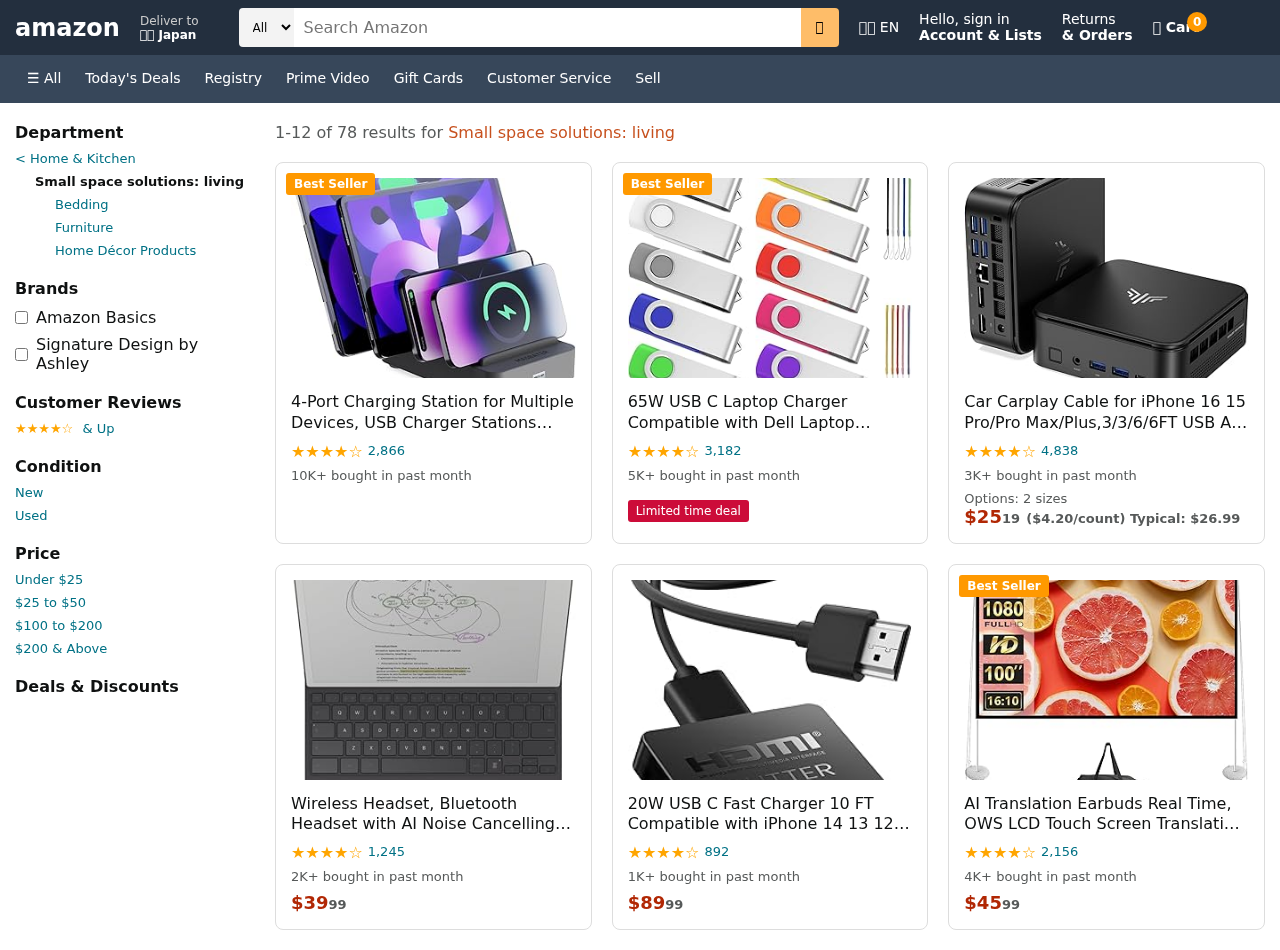 amazon
Deliver to
Japan
All
Search Amazon
EN
Hello, sign in
Account & Lists
Returns
& Orders
0
☰ All
Today's Deals
Registry
Prime Video
Gift Cards
Customer Service
Sell
Department
< Home & Kitchen
Small space solutions: living
Bedding
Furniture
Home Décor Products
Brands
Amazon Basics
Signature Design by
Ashley
Customer Reviews
★★★★☆ & Up
Condition
New
Used
Price
Under $25
$25 to $50
$100 to $200
$200 & Above
Deals & Discounts
1-12 of 78 results for Small space solutions: living
Best Seller
4-Port Charging Station for Multiple
Devices, USB Charger Stations…
★★★★☆ 2,866
10K+ bought in past month
Best Seller
65W USB C Laptop Charger
Compatible with Dell Laptop…
★★★★☆ 3,182
5K+ bought in past month
Limited time deal
Car Carplay Cable for iPhone 16 15
Pro/Pro Max/Plus,3/3/6/6FT USB A…
★★★★☆ 4,838
3K+ bought in past month
Options: 2 sizes
$25 19 ($4.20/count) Typical: $26.99
Wireless Headset, Bluetooth
Headset with AI Noise Cancelling…
★★★★☆ 1,245
2K+ bought in past month
$39 99
HDMI
20W USB C Fast Charger 10 FT
Compatible with iPhone 14 13 12…
★★★★☆ 892
1K+ bought in past month
$89 99
Best Seller
1080
FULL HD
HD
100"
16:10
AI Translation Earbuds Real Time,
OWS LCD Touch Screen Translati…
★★★★☆ 2,156
4K+ bought in past month
$45 99